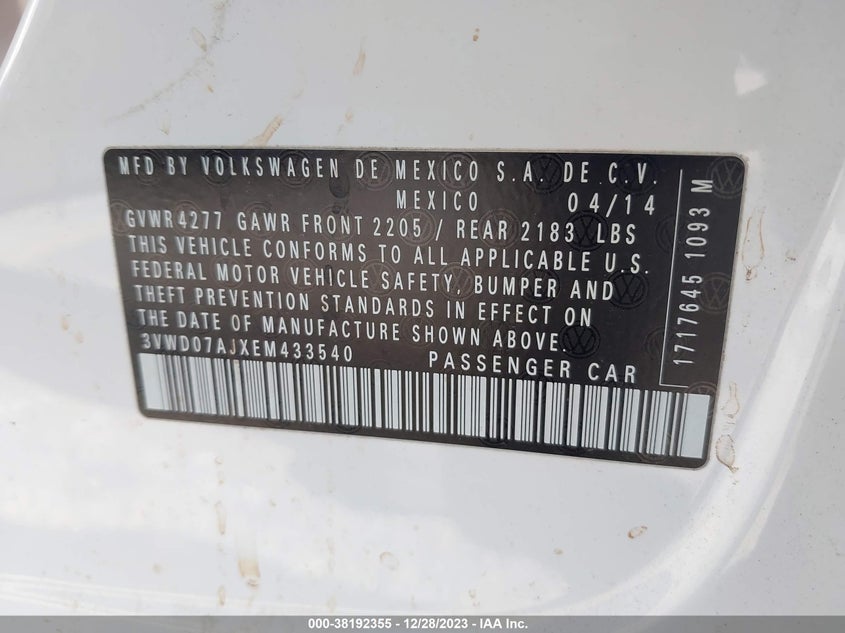 MFD BY VOLKSWAGEN DE MEXICO S.A. DE C.V.
MEXICO 04/14
GVWR 4277 GAWR FRONT 2205 / REAR 2183 LBS
THIS VEHICLE CONFORMS TO ALL APPLICABLE U.S.
FEDERAL MOTOR VEHICLE SAFETY, BUMPER AND
THEFT PREVENTION STANDARDS IN EFFECT ON
THE DATE OF MANUFACTURE SHOWN ABOVE.
3VWD07AJXEM433540 PASSENGER CAR
1717645 1093 M
000-38192355 - 12/28/2023 - IAA Inc.